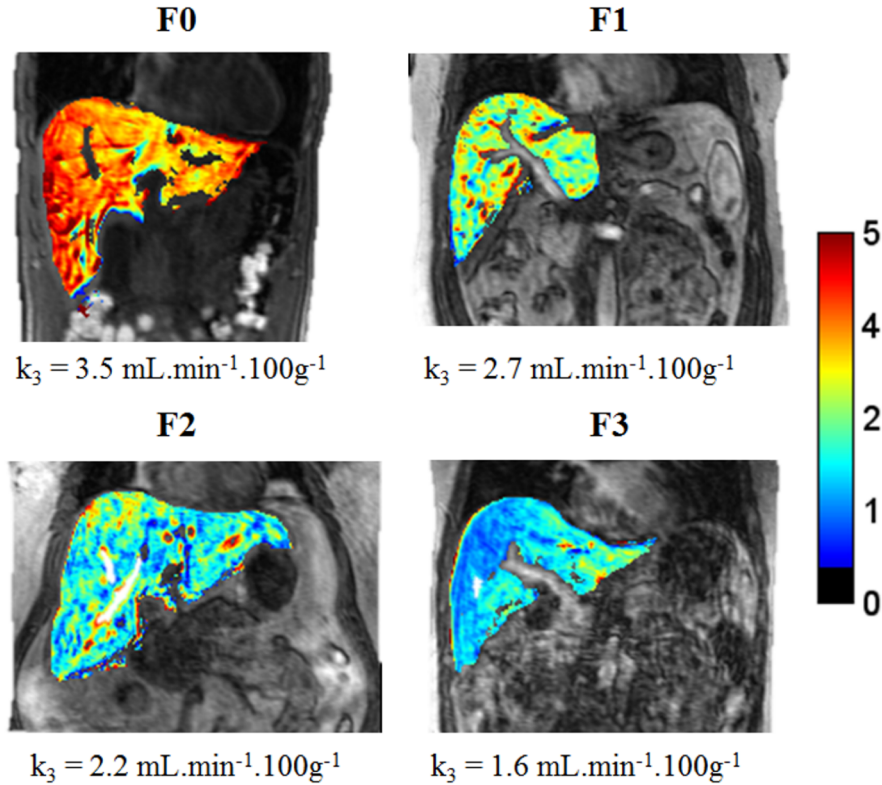 F0
F1
k₃ = 3.5 mL.min⁻¹.100g⁻¹
k₃ = 2.7 mL.min⁻¹.100g⁻¹
F2
F3
k₃ = 2.2 mL.min⁻¹.100g⁻¹
k₃ = 1.6 mL.min⁻¹.100g⁻¹
5
4
3
2
1
0